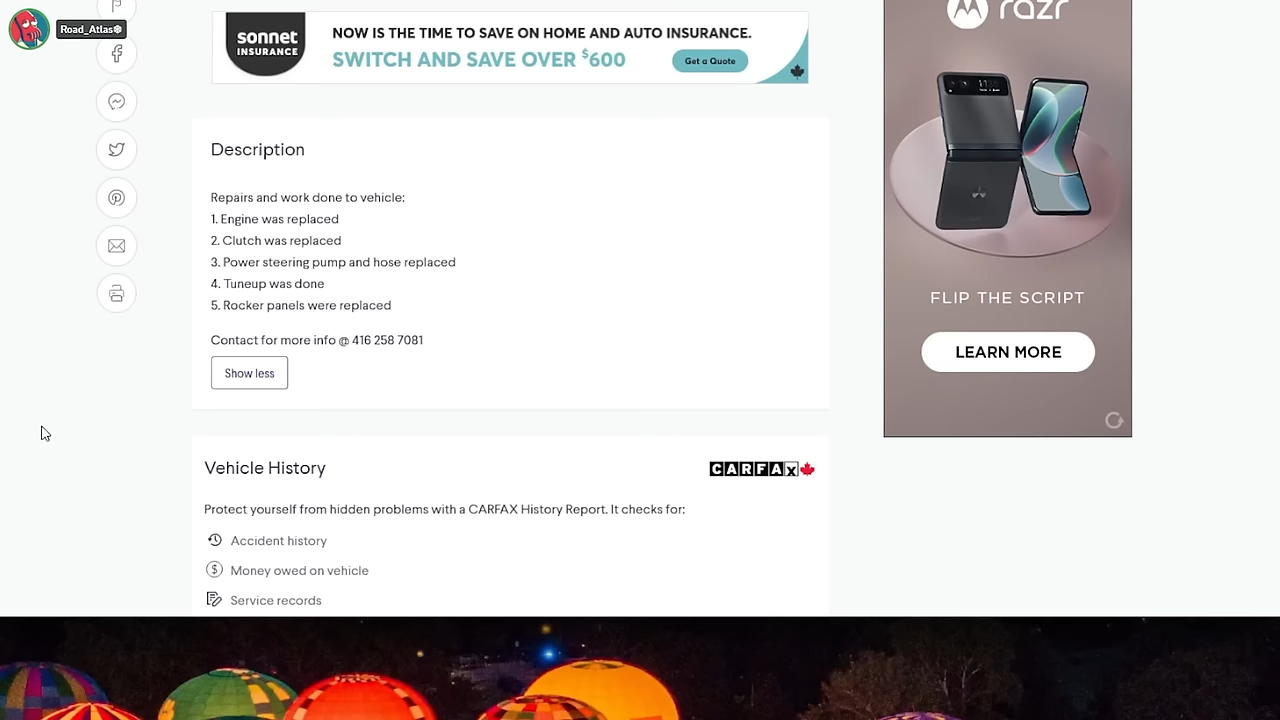 Road_Atlas❄
sonnet
INSURANCE
NOW IS THE TIME TO SAVE ON HOME AND AUTO INSURANCE.
SWITCH AND SAVE OVER $600
Get a Quote
razr
Description
Repairs and work done to vehicle:
1. Engine was replaced
2. Clutch was replaced
3. Power steering pump and hose replaced
4. Tuneup was done
5. Rocker panels were replaced
Contact for more info @ 416 258 7081
Show less
FLIP THE SCRIPT
LEARN MORE
Vehicle History
CARFAX
Protect yourself from hidden problems with a CARFAX History Report. It checks for:
Accident history
Money owed on vehicle
Service records